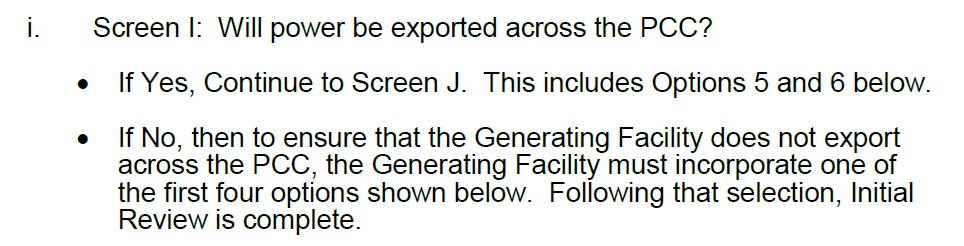 i. Screen I: Will power be exported across the PCC?
• If Yes, Continue to Screen J. This includes Options 5 and 6 below.
• If No, then to ensure that the Generating Facility does not export
across the PCC, the Generating Facility must incorporate one of
the first four options shown below. Following that selection, Initial
Review is complete.